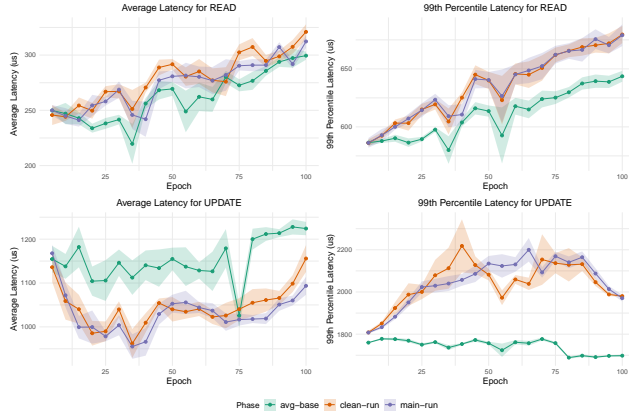 Average Latency for READ
Average Latency (us)
300
250
200
25
50
75
100
Epoch
99th Percentile Latency for READ
99th Percentile Latency (us)
650
600
25
50
75
100
Epoch
Average Latency for UPDATE
Average Latency (us)
1200
1100
1000
25
50
75
100
Epoch
99th Percentile Latency for UPDATE
99th Percentile Latency (us)
2200
2000
1800
25
50
75
100
Epoch
Phase avg-base clean-run main-run